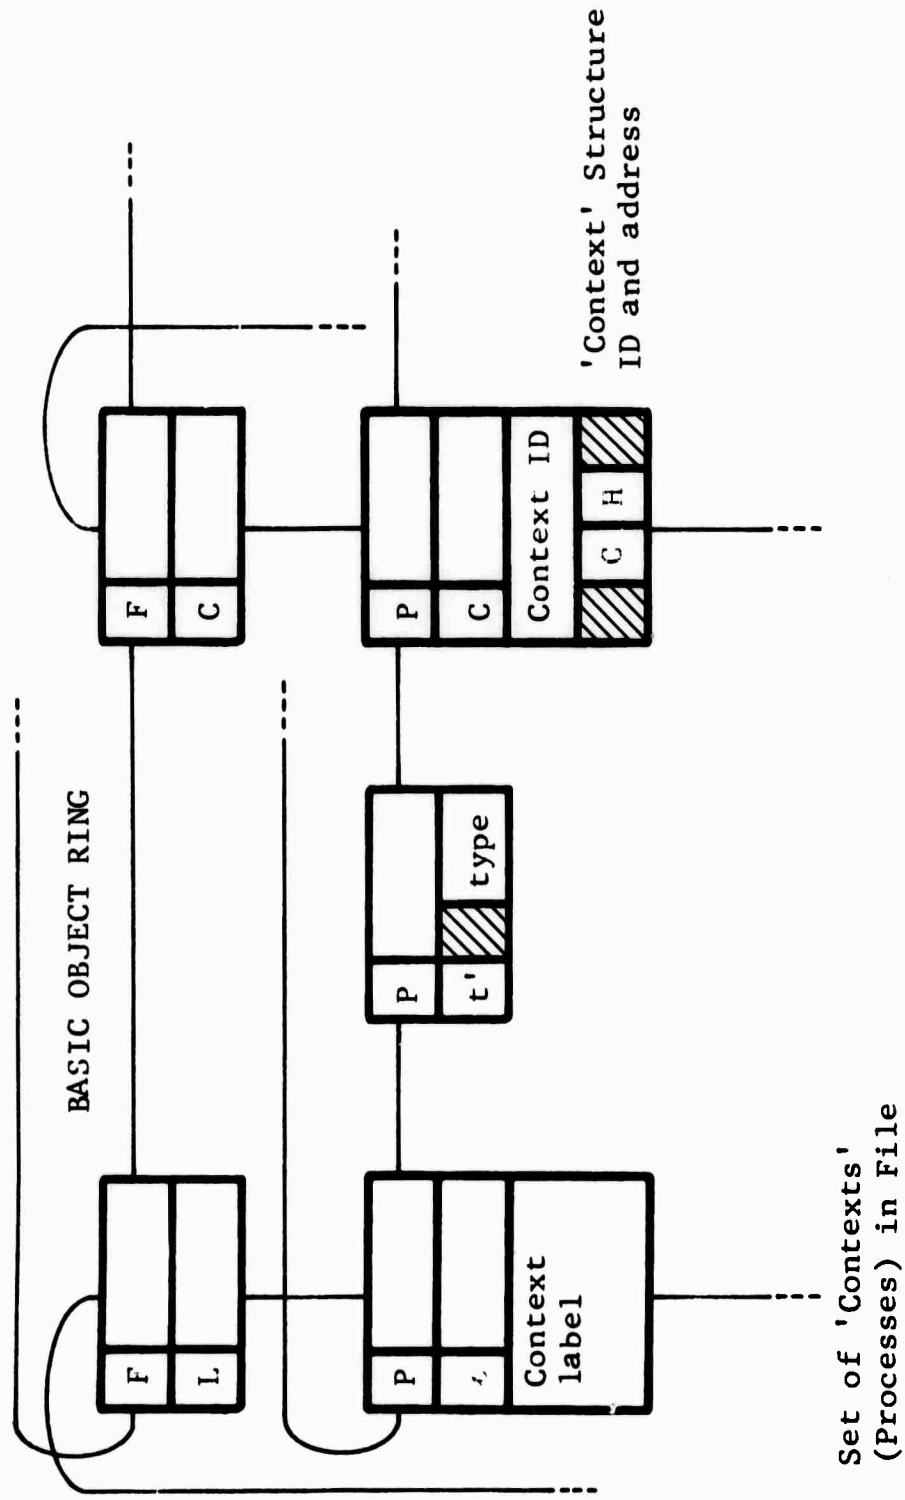 BASIC OBJECT RING
F
L
F
C
P
Context
label
P
t'
type
P
C
Context ID
C
H
'Context' Structure
ID and address
Set of 'Contexts'
(Processes) in File